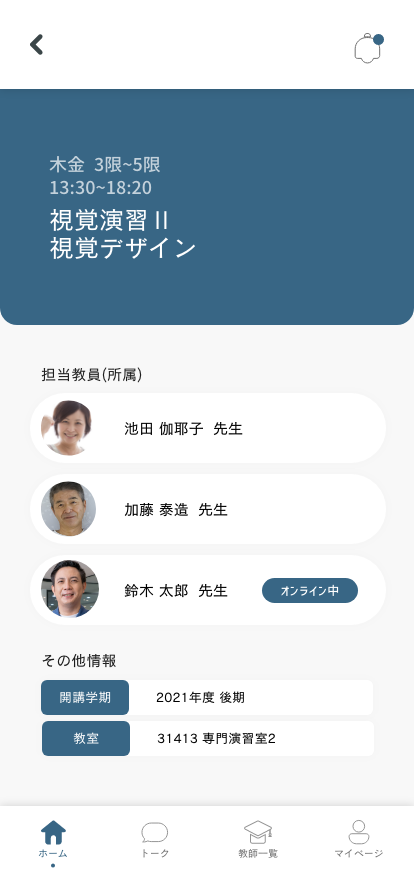 木金 3限~5限
13:30~18:20
視覚演習Ⅱ
視覚デザイン
担当教員(所属)
池田 伽耶子 先生
加藤 泰造 先生
鈴木 太郎 先生
オンライン中
その他情報
開講学期
2021年度 後期
教室
31413 専門演習室2
ホーム
トーク
教師一覧
マイページ